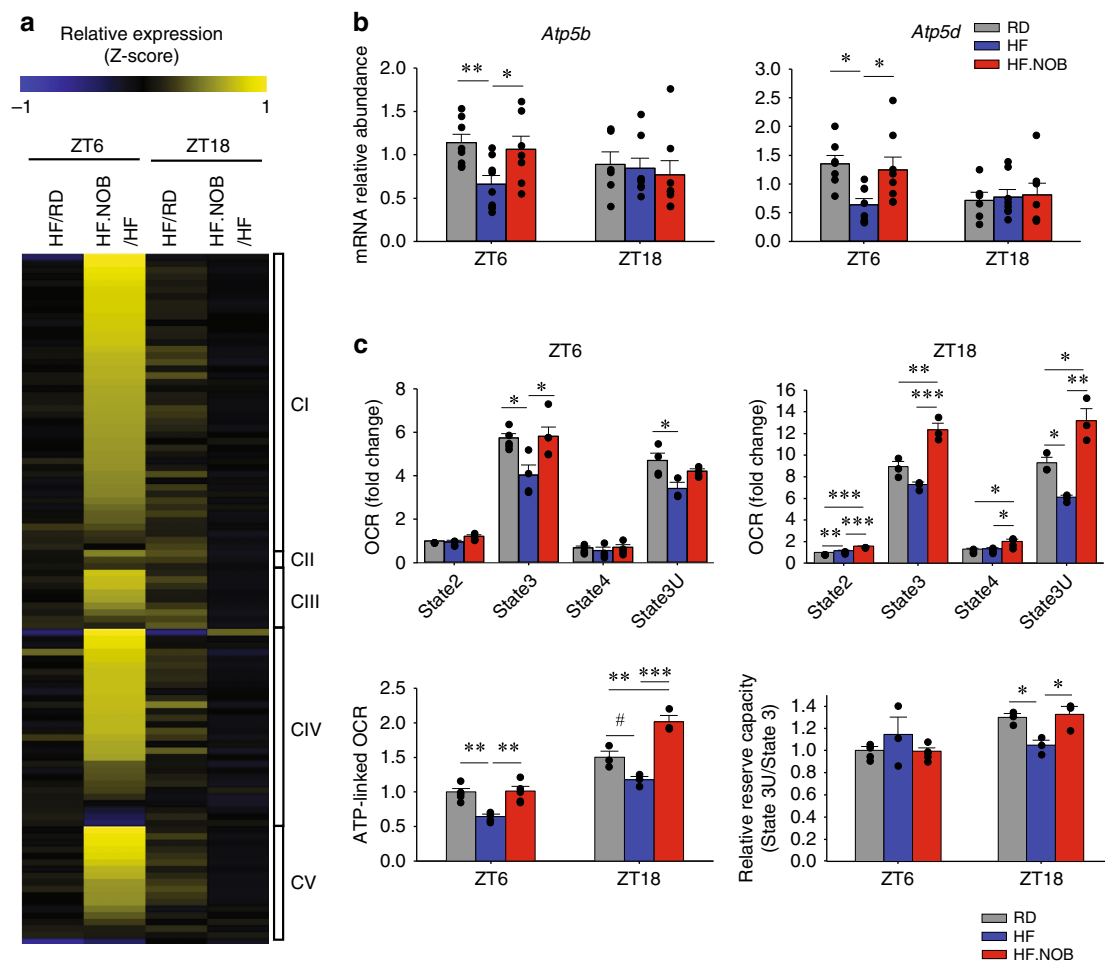 a
Relative expression
(Z-score)
–1
1
ZT6
ZT18
HF/RD
HF.NOB
/HF
HF/RD
HF.NOB
/HF
CI
CII
CIII
CIV
CV
b
Atp5b
mRNA relative abundance
2.0
1.5
1.0
0.5
0.0
**
*
ZT6
ZT18
Atp5d
RD
HF
HF.NOB
3.0
2.5
2.0
1.5
1.0
0.5
0.0
*
*
ZT6
ZT18
c
ZT6
OCR (fold change)
8
6
4
2
0
*
*
*
State2
State3
State4
State3U
ZT18
OCR (fold change)
16
14
12
10
8
6
4
2
0
***
**
***
**
***
*
*
*
*
**
State2
State3
State4
State3U
ATP-linked OCR
2.5
2.0
1.5
1.0
0.5
0.0
**
**
**
***
#
ZT6
ZT18
Relative reserve capacity
(State 3U/State 3)
1.4
1.2
1.0
0.8
0.6
0.4
0.2
0.0
*
*
ZT6
ZT18
RD
HF
HF.NOB